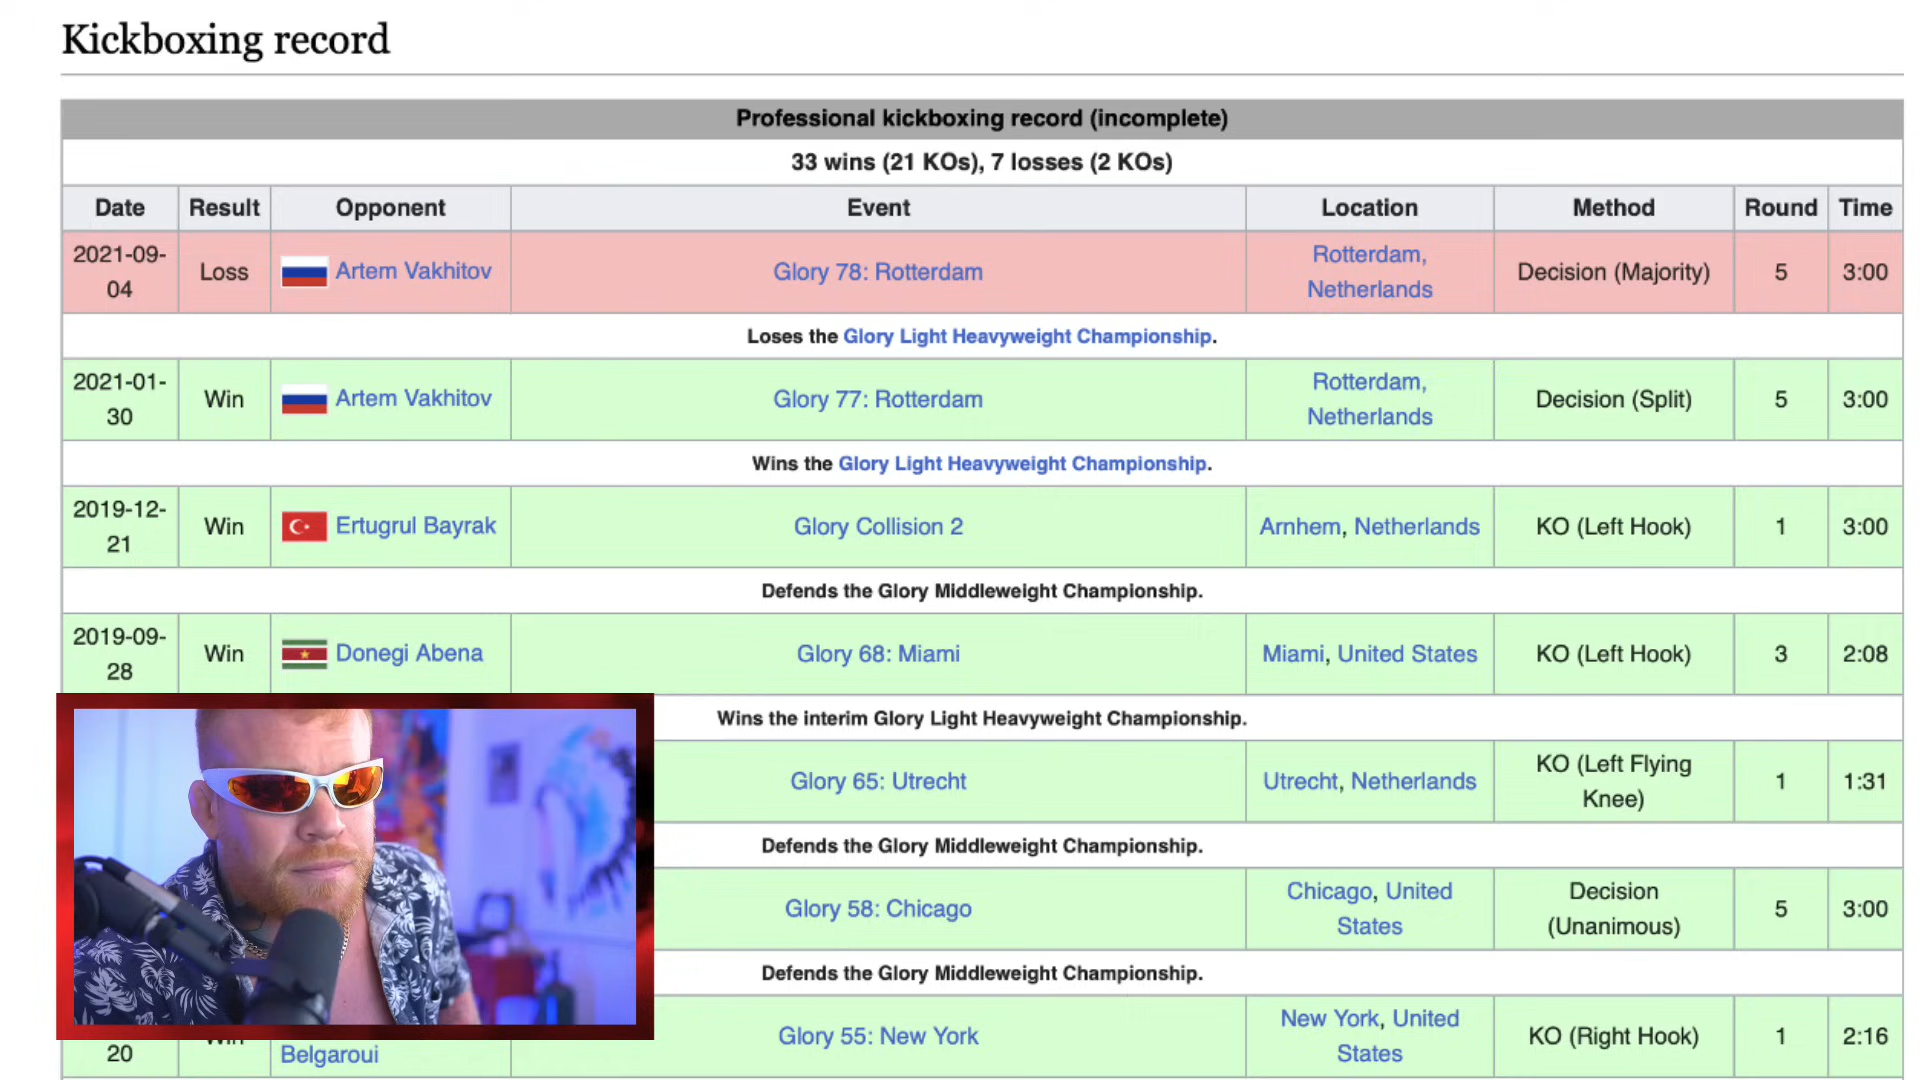 Kickboxing record
Professional kickboxing record (incomplete)
33 wins (21 KOs), 7 losses (2 KOs)
Date Result Opponent Event Location Method Round Time
2021-09-04 Loss Artem Vakhitov Glory 78: Rotterdam Rotterdam, Netherlands Decision (Majority) 5 3:00
Loses the Glory Light Heavyweight Championship.
2021-01-30 Win Artem Vakhitov Glory 77: Rotterdam Rotterdam, Netherlands Decision (Split) 5 3:00
Wins the Glory Light Heavyweight Championship.
2019-12-21 Win Ertugrul Bayrak Glory Collision 2 Arnhem, Netherlands KO (Left Hook) 1 3:00
Defends the Glory Middleweight Championship.
2019-09-28 Win Donegi Abena Glory 68: Miami Miami, United States KO (Left Hook) 3 2:08
Wins the interim Glory Light Heavyweight Championship.
Glory 65: Utrecht Utrecht, Netherlands KO (Left Flying Knee) 1 1:31
Defends the Glory Middleweight Championship.
Glory 58: Chicago Chicago, United States Decision (Unanimous) 5 3:00
Defends the Glory Middleweight Championship.
20 Win Belgaroui Glory 55: New York New York, United States KO (Right Hook) 1 2:16